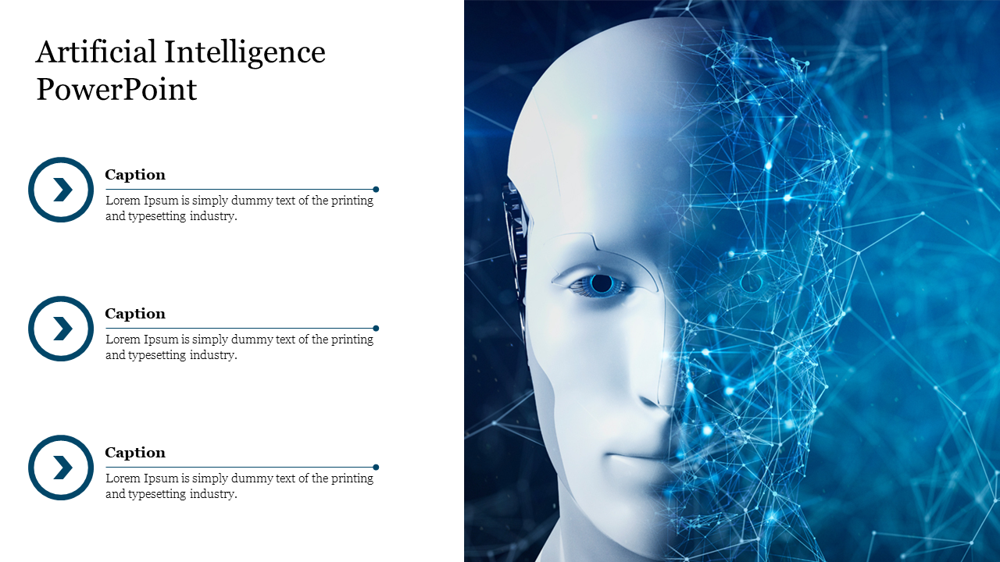 Artificial Intelligence
PowerPoint
Caption
Lorem Ipsum is simply dummy text of the printing
and typesetting industry.
Caption
Lorem Ipsum is simply dummy text of the printing
and typesetting industry.
Caption
Lorem Ipsum is simply dummy text of the printing
and typesetting industry.